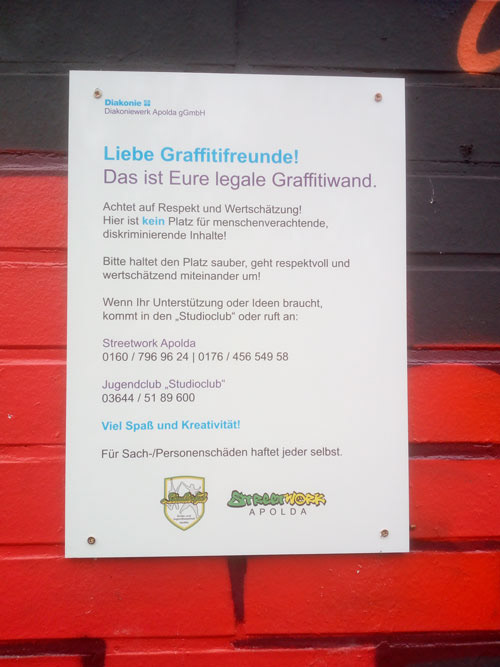 Diakonie
Diakoniewerk Apolda gGmbH
Liebe Graffitifreunde!
Das ist Eure legale Graffitiwand.
Achtet auf Respekt und Wertschätzung!
Hier ist kein Platz für menschenverachtende,
diskriminierende Inhalte!
Bitte haltet den Platz sauber, geht respektvoll und
wertschätzend miteinander um!
Wenn Ihr Unterstützung oder Ideen braucht,
kommt in den „Studioclub“ oder ruft an:
Streetwork Apolda
0160 / 796 96 24 | 0176 / 456 549 58
Jugendclub „Studioclub“
03644 / 51 89 600
Viel Spaß und Kreativität!
Für Sach-/Personenschäden haftet jeder selbst.
STREETWORK
APOLDA